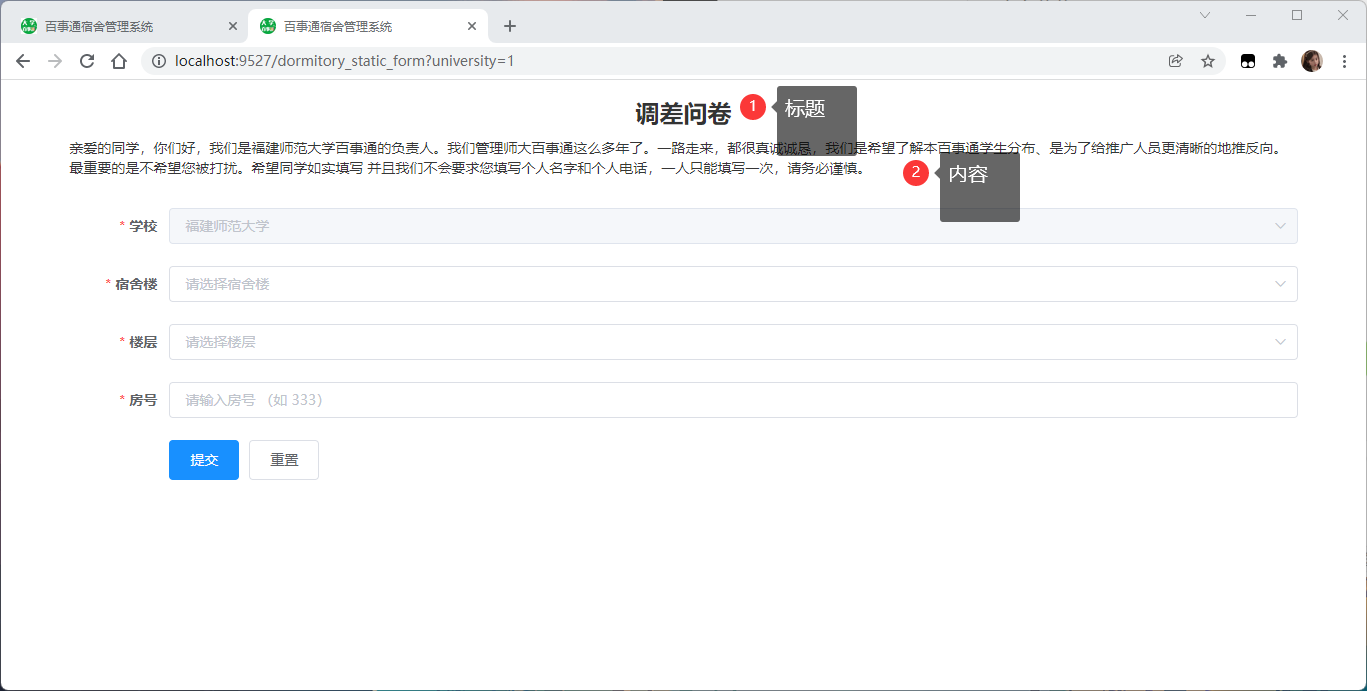 百事通宿舍管理系统
百事通宿舍管理系统
localhost:9527/dormitory_static_form?university=1
调差问卷 1 标题
亲爱的同学，你们好，我们是福建师范大学百事通的负责人。我们管理师大百事通这么多年了。一路走来，都很真诚诚恳，我们是希望了解本百事通学生分布、是为了给推广人员更清晰的地推反向。
最重要的是不希望您被打扰。希望同学如实填写 并且我们不会要求您填写个人名字和个人电话，一人只能填写一次，请务必谨慎。
2 内容
* 学校 福建师范大学
* 宿舍楼 请选择宿舍楼
* 楼层 请选择楼层
* 房号 请输入房号 （如 333）
提交 重置